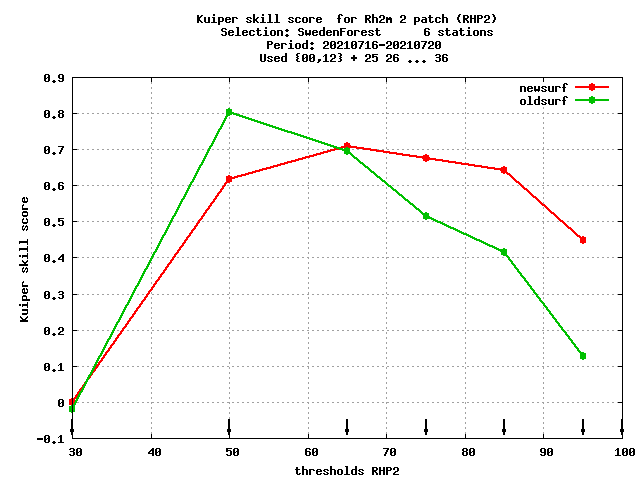 Kuiper skill score  for Rh2m 2 patch (RHP2)
Selection: SwedenForest      6 stations
Period: 20210716-20210720
Used {00,12} + 25 26 ... 36
newsurf
oldsurf
0,9
0,8
0,7
0,6
0,5
0,4
0,3
0,2
0,1
0
-0,1
Kuiper skill score
30 40 50 60 70 80 90 100
thresholds RHP2